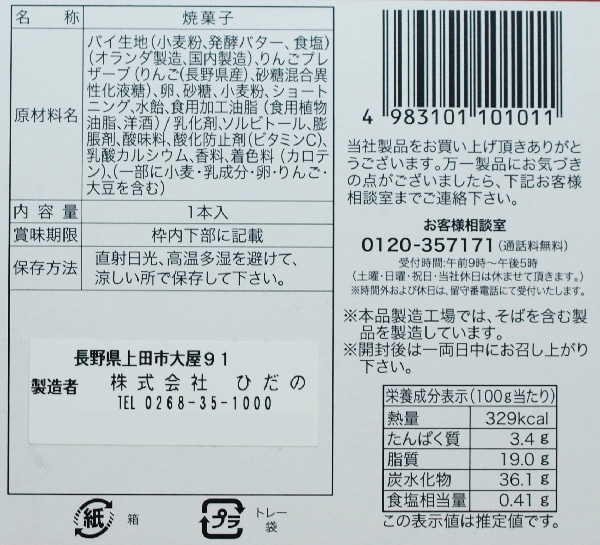 名称 焼菓子
原材料名
パイ生地(小麦粉、発酵バター、食塩)
(オランダ製造、国内製造)、りんごプ
レザーブ(りんご(長野県産)、砂糖混合異
性化液糖)、卵、砂糖、小麦粉、ショート
ニング、水飴、食用加工油脂(食用植物
油脂、洋酒)/乳化剤、ソルビトール、膨
脹剤、酸味料、酸化防止剤(ビタミンC)、
乳酸カルシウム、香料、着色料(カロテ
ン)、(一部に小麦・乳成分・卵・りんご・
大豆を含む)
内容量 1本入
賞味期限 枠内下部に記載
保存方法
直射日光、高温多湿を避けて、
涼しい所で保存して下さい。
長野県上田市大屋91
製造者 株式会社 ひだの
TEL 0268-35-1000
紙 箱
プラ トレー
袋
4 983101 101011
当社製品をお買い上げ頂きありがと
うございます。万一製品にお気づき
の点がございましたら、下記お客様
相談室までご連絡下さい。
お客様相談室
0120-357171(通話料無料)
受付時間:午前9時〜午後5時
(土曜・日曜・祝日・当社休日は休ませて頂きます。)
※時間外および休日は、留守番電話にて受付いたします。
※本品製造工場では、そばを含む製
品を製造しています。
※開封後は一両日中にお召し上がり
下さい。
栄養成分表示(100g当たり)
熱量 329kcal
たんぱく質 3.4g
脂質 19.0g
炭水化物 36.1g
食塩相当量 0.41g
この表示値は推定値です。